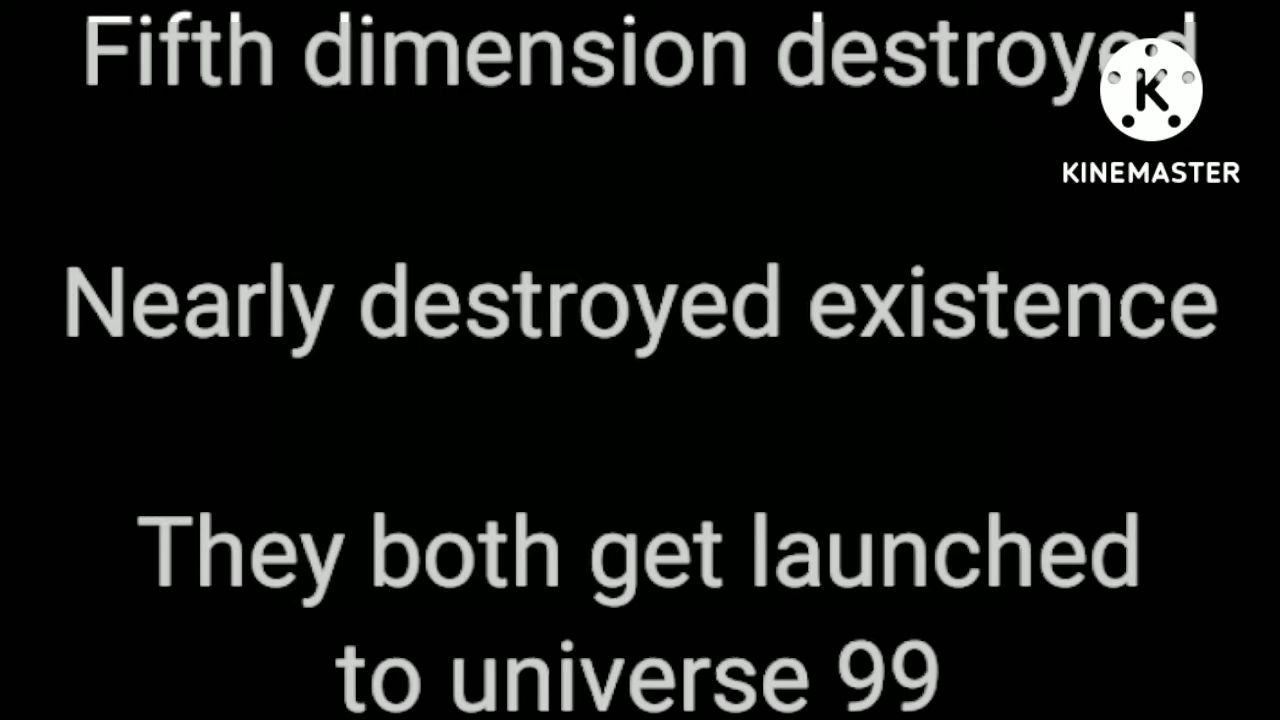 Fifth dimension destroyed
K
KINEMASTER
Nearly destroyed existence
They both get launched
to universe 99